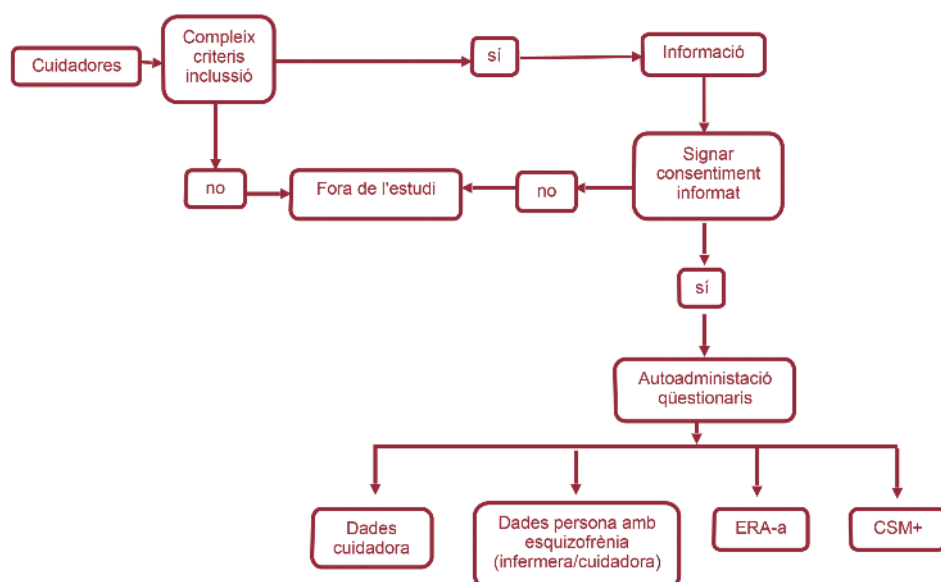 Cuidadores
Compleix
criteris
inclussió
sí
Informació
no
Fora de l'estudi
no
Signar
consentiment
informat
sí
Autoadministació
qüestionaris
Dades
cuidadora
Dades persona amb
esquizofrènia
(infermera/cuidadora)
ERA-a
CSM+